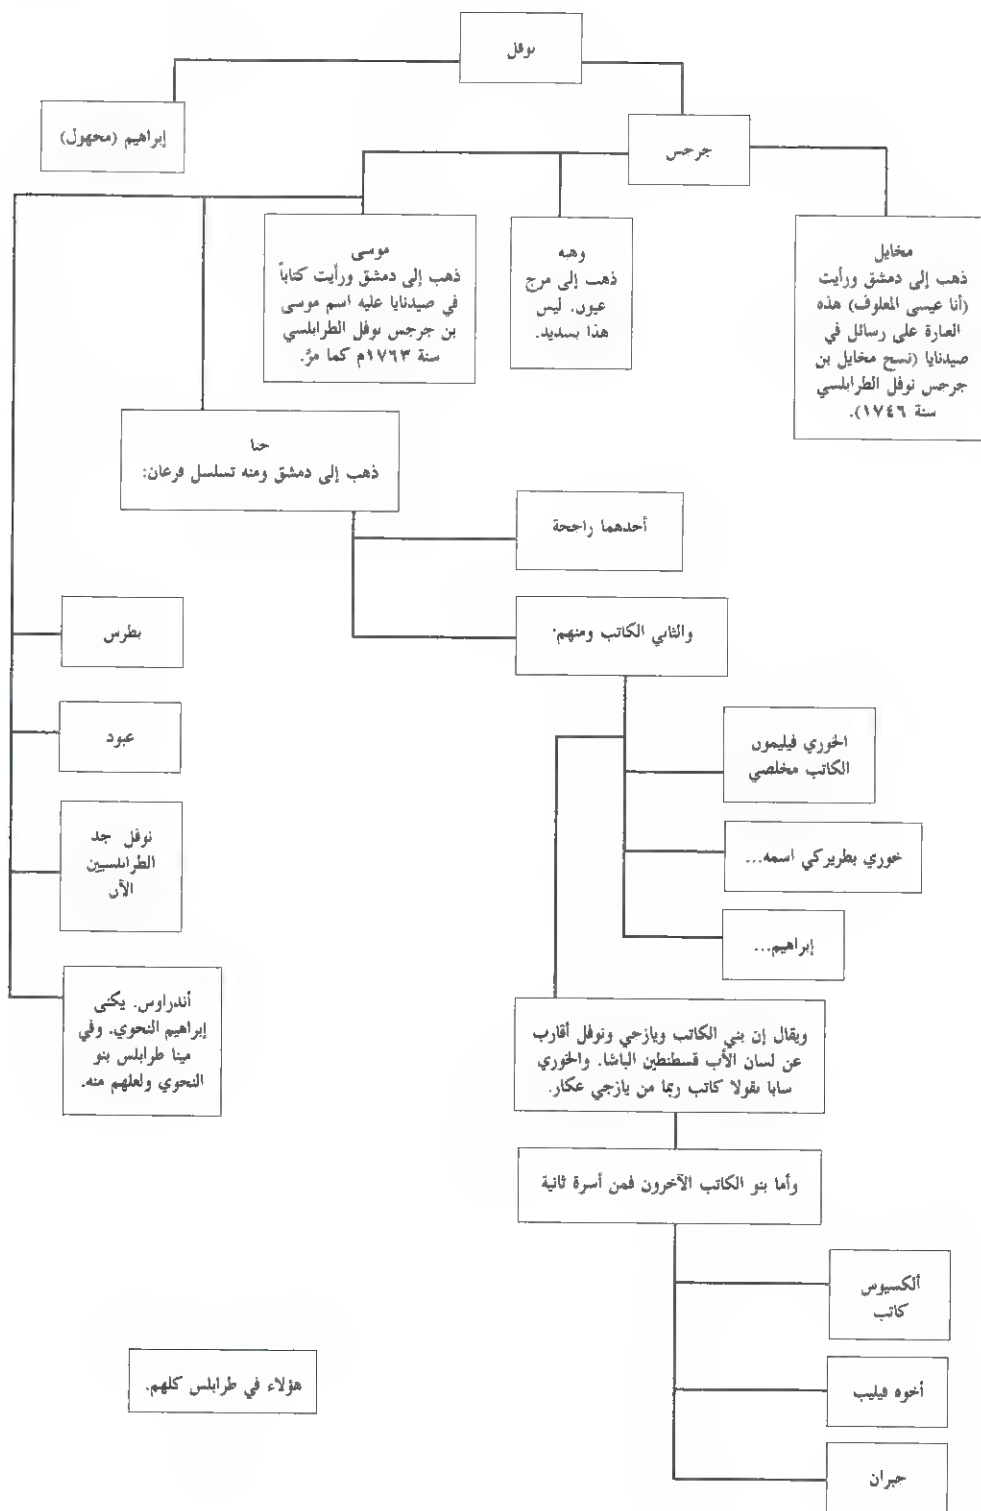 نوفل
إبراهيم (مجهول)
جرجس
مخايل
ذهب إلى دمشق ورأيت
(أنا عيسى المعلوف) هذه
العبارة على رسائل في
صيدنايا (نسخ مخايل بن
جرجس نوفل الطرابلسي
سنة ١٧٤٦).
وهبه
ذهب إلى مرج
عيون. ليس
هذا بسديد.
موسى
ذهب إلى دمشق ورأيت كتاباً
في صيدنايا عليه اسم موسى
بن جرجس نوفل الطرابلسي
سنة ١٧٦٣م كما مرّ.
حنا
ذهب إلى دمشق ومنه تسلسل فرعان:
أحدهما راجحة
والثاني الكاتب ومنهم:
الخوري فيليمون
الكاتب مخلصي
خوري بطريركي اسمه...
إبراهيم...
ويقال إن بني الكاتب ويازجي ونوفل أقارب
عن لسان الأب قسطنطين الباشا. والخوري
سابا نقولا كاتب ربما من يازجي عكار.
وأما بنو الكاتب الآخرون فمن أسرة ثانية
ألكسيوس
كاتب
أخوه فيليب
جبران
بطرس
عبود
نوفل جد
الطرابلسيين
الآن
أندراوس. يكنى
إبراهيم النحوي. وفي
مينا طرابلس بنو
النحوي ولعلهم منه.
هؤلاء في طرابلس كلهم.